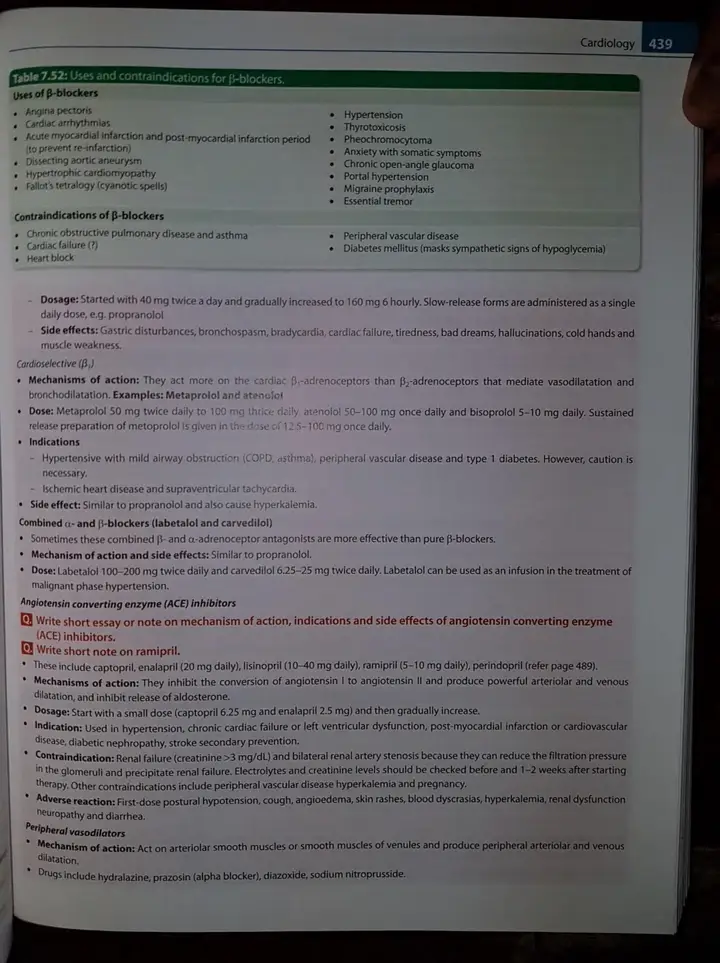 Cardiology 439
Table 7.52: Uses and contraindications for β-blockers.
Uses of β-blockers
• Angina pectoris
• Cardiac arrhythmias
• Acute myocardial infarction and post-myocardial infarction period
(to prevent re-infarction)
• Dissecting aortic aneurysm
• Hypertrophic cardiomyopathy
• Fallot's tetralogy (cyanotic spells)
• Hypertension
• Thyrotoxicosis
• Pheochromocytoma
• Anxiety with somatic symptoms
• Chronic open-angle glaucoma
• Portal hypertension
• Migraine prophylaxis
• Essential tremor
Contraindications of β-blockers
• Chronic obstructive pulmonary disease and asthma
• Cardiac failure (?)
• Heart block
• Peripheral vascular disease
• Diabetes mellitus (masks sympathetic signs of hypoglycemia)
– Dosage: Started with 40 mg twice a day and gradually increased to 160 mg 6 hourly. Slow-release forms are administered as a single
daily dose, e.g. propranolol
– Side effects: Gastric disturbances, bronchospasm, bradycardia, cardiac failure, tiredness, bad dreams, hallucinations, cold hands and
muscle weakness.
Cardioselective (β₁)
• Mechanisms of action: They act more on the cardiac β₁-adrenoceptors than β₂-adrenoceptors that mediate vasodilatation and
bronchodilatation. Examples: Metaprolol and atenolol
• Dose: Metaprolol 50 mg twice daily to 100 mg thrice daily, atenolol 50–100 mg once daily and bisoprolol 5–10 mg daily. Sustained
release preparation of metoprolol is given in the dose of 12.5–100 mg once daily.
• Indications
– Hypertensive with mild airway obstruction (COPD, asthma), peripheral vascular disease and type 1 diabetes. However, caution is
necessary.
– Ischemic heart disease and supraventricular tachycardia.
• Side effect: Similar to propranolol and also cause hyperkalemia.
Combined α- and β-blockers (labetalol and carvedilol)
• Sometimes these combined β- and α-adrenoceptor antagonists are more effective than pure β-blockers.
• Mechanism of action and side effects: Similar to propranolol.
• Dose: Labetalol 100–200 mg twice daily and carvedilol 6.25–25 mg twice daily. Labetalol can be used as an infusion in the treatment of
malignant phase hypertension.
Angiotensin converting enzyme (ACE) inhibitors
Q. Write short essay or note on mechanism of action, indications and side effects of angiotensin converting enzyme
(ACE) inhibitors.
Q. Write short note on ramipril.
• These include captopril, enalapril (20 mg daily), lisinopril (10–40 mg daily), ramipril (5–10 mg daily), perindopril (refer page 489).
• Mechanisms of action: They inhibit the conversion of angiotensin I to angiotensin II and produce powerful arteriolar and venous
dilatation, and inhibit release of aldosterone.
• Dosage: Start with a small dose (captopril 6.25 mg and enalapril 2.5 mg) and then gradually increase.
• Indication: Used in hypertension, chronic cardiac failure or left ventricular dysfunction, post-myocardial infarction or cardiovascular
disease, diabetic nephropathy, stroke secondary prevention.
• Contraindication: Renal failure (creatinine >3 mg/dL) and bilateral renal artery stenosis because they can reduce the filtration pressure
in the glomeruli and precipitate renal failure. Electrolytes and creatinine levels should be checked before and 1–2 weeks after starting
therapy. Other contraindications include peripheral vascular disease hyperkalemia and pregnancy.
• Adverse reaction: First-dose postural hypotension, cough, angioedema, skin rashes, blood dyscrasias, hyperkalemia, renal dysfunction
neuropathy and diarrhea.
Peripheral vasodilators
• Mechanism of action: Act on arteriolar smooth muscles or smooth muscles of venules and produce peripheral arteriolar and venous
dilatation.
• Drugs include hydralazine, prazosin (alpha blocker), diazoxide, sodium nitroprusside.